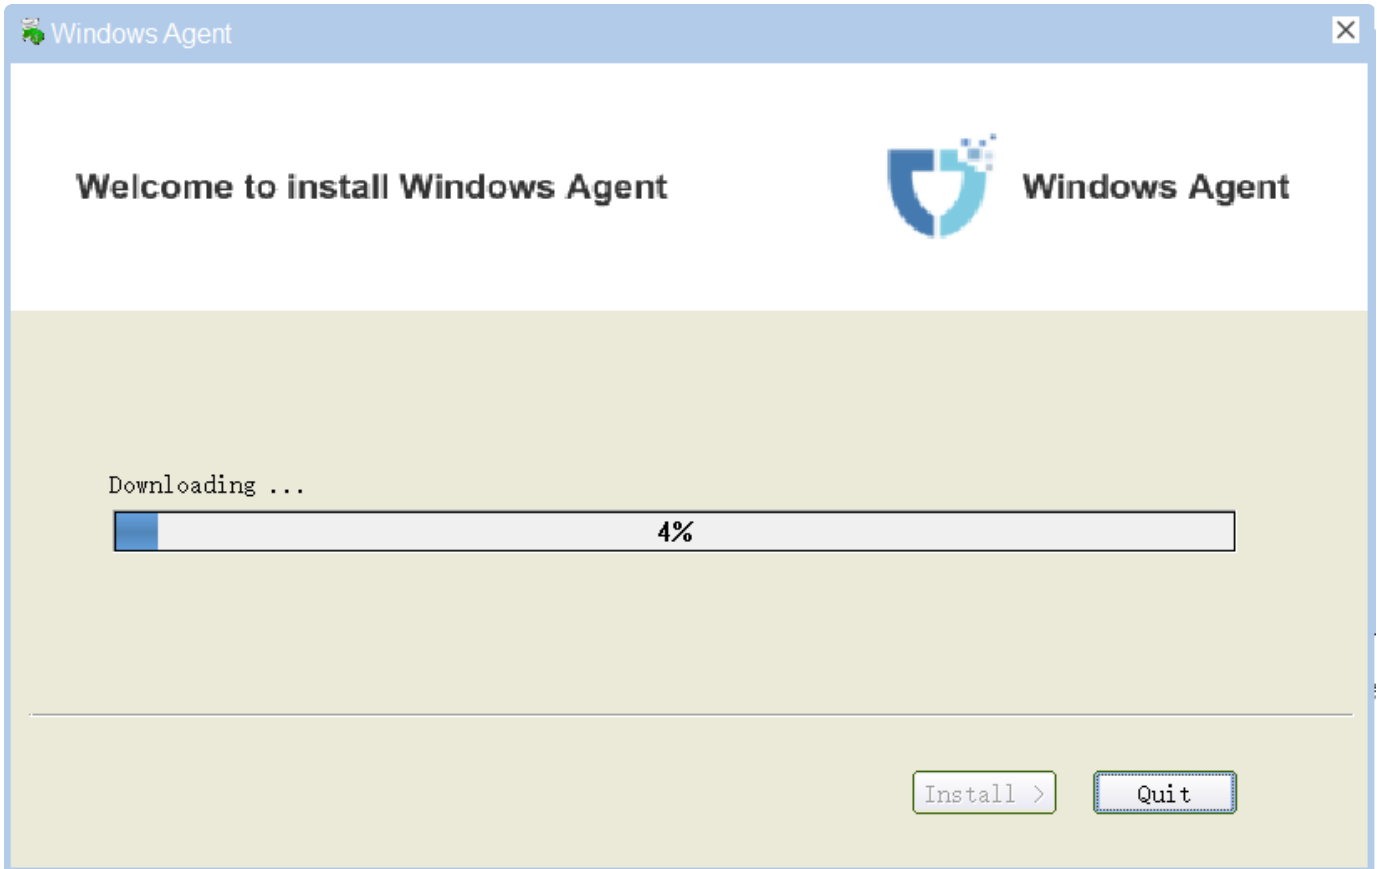 Windows Agent
Welcome to install Windows Agent
Windows Agent
Downloading ...
4%
Install >
Quit